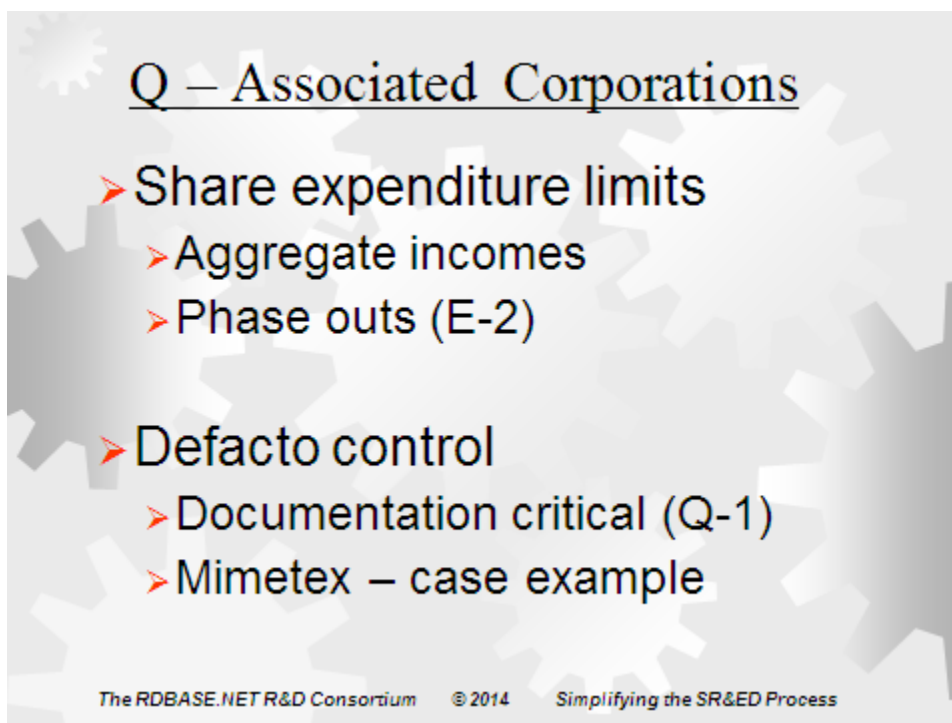 Q – Associated Corporations
➢Share expenditure limits
➢Aggregate incomes
➢Phase outs (E-2)
➢Defacto control
➢Documentation critical (Q-1)
➢Mimetex – case example
The RDBASE.NET R&D Consortium © 2014 Simplifying the SR&ED Process